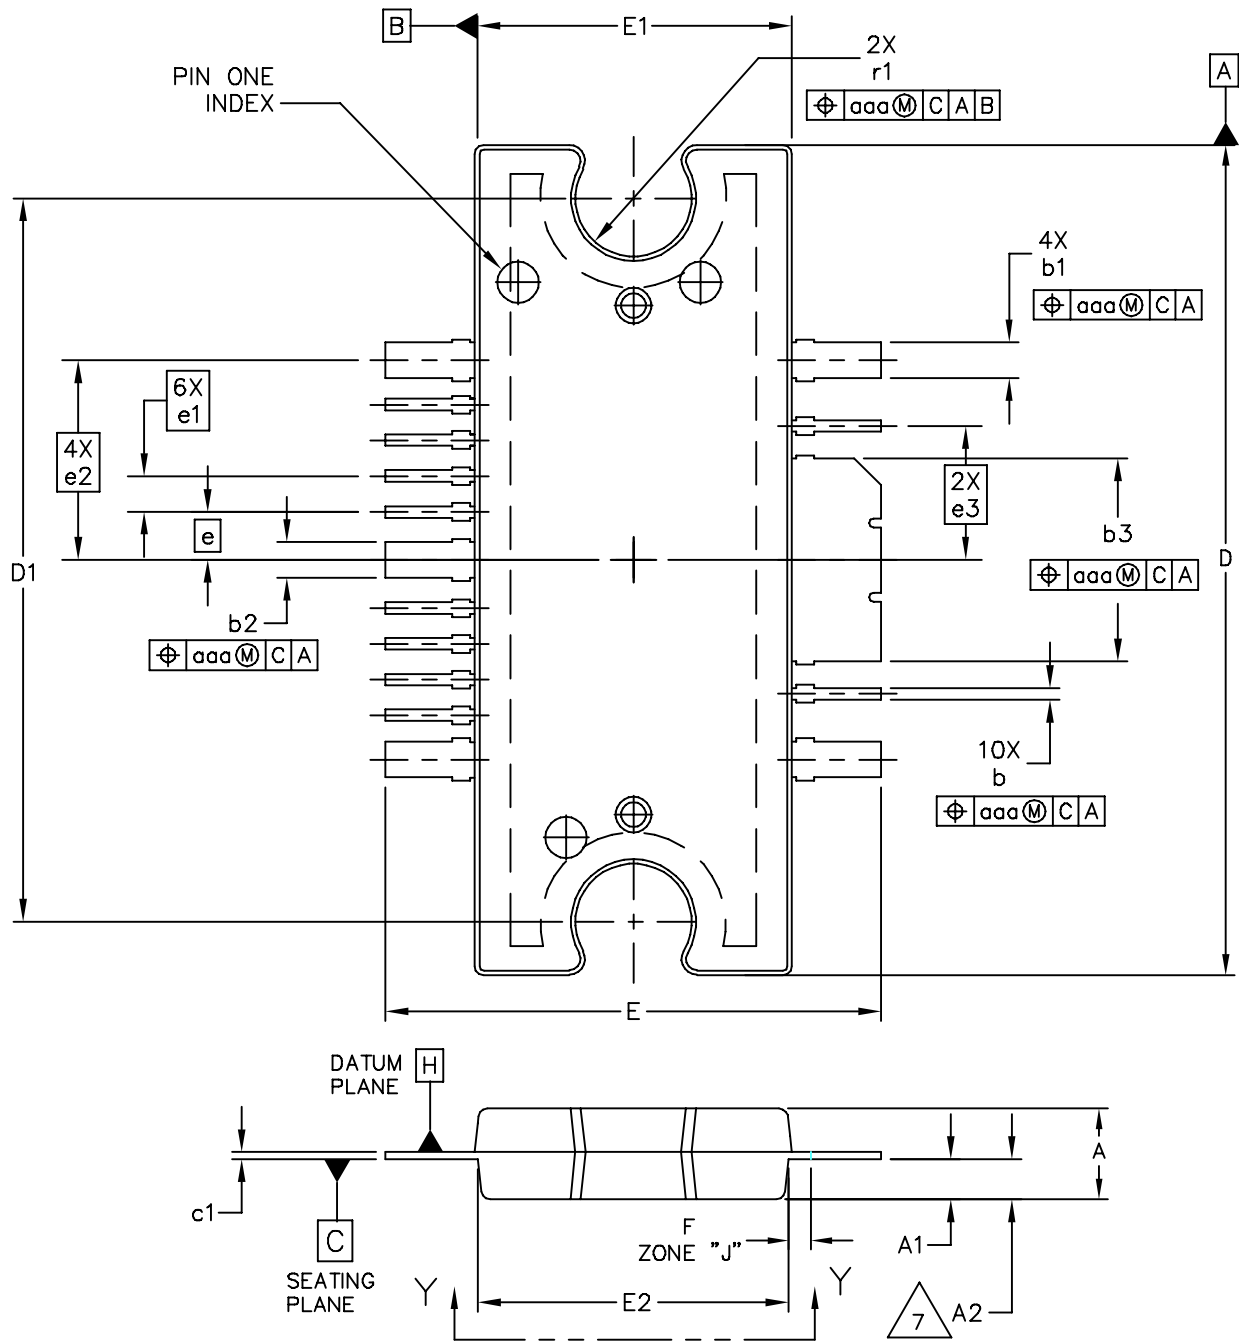 B
E1
2X
r1
⌖ aaa Ⓜ C A B
A
PIN ONE
INDEX
4X
b1
⌖ aaa Ⓜ C A
6X
e1
4X
e2
2X
e3
e
b3
⌖ aaa Ⓜ C A
D1
D
b2
⌖ aaa Ⓜ C A
10X
b
⌖ aaa Ⓜ C A
E
DATUM
PLANE
H
A
c1
C
SEATING
PLANE
F
ZONE "J"
A1
Y
E2
Y
7
A2